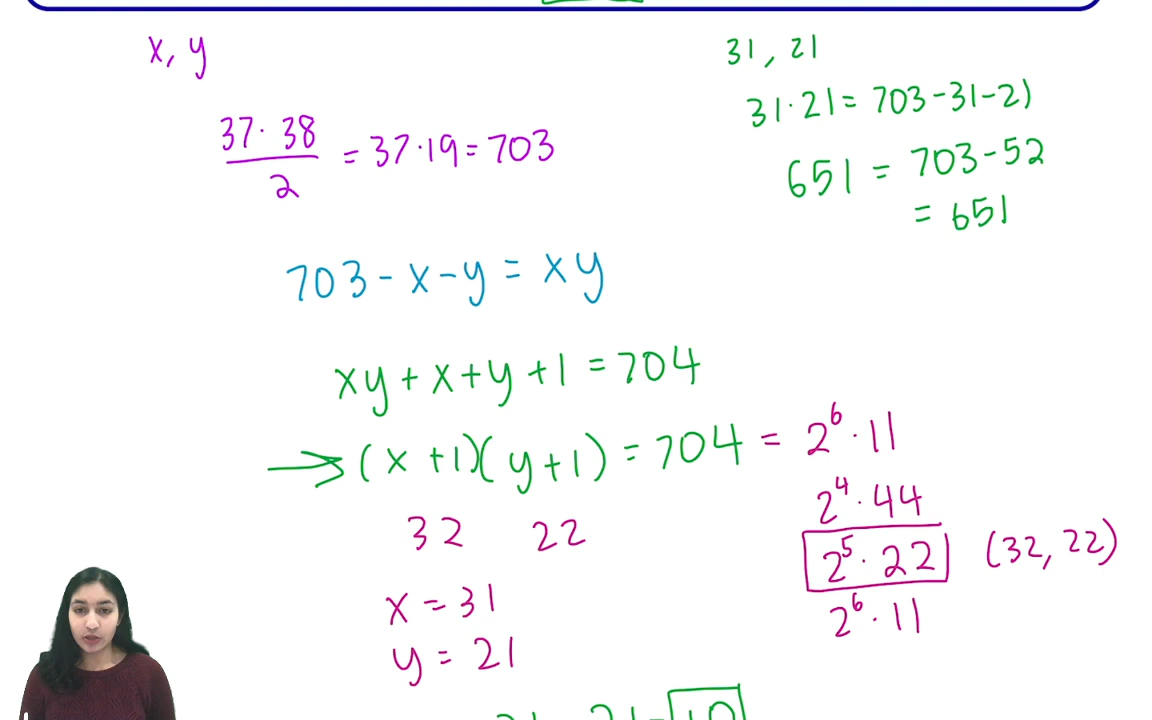 x, y
37·38/2 = 37·19 = 703
31, 21
31·21 = 703-31-21
651 = 703-52
= 651
703 - x - y = xy
xy + x + y + 1 = 704
→ (x+1)(y+1) = 704 = 2⁶·11
2⁴·44
32 22
2⁵·22 (32, 22)
2⁶·11
x = 31
y = 21